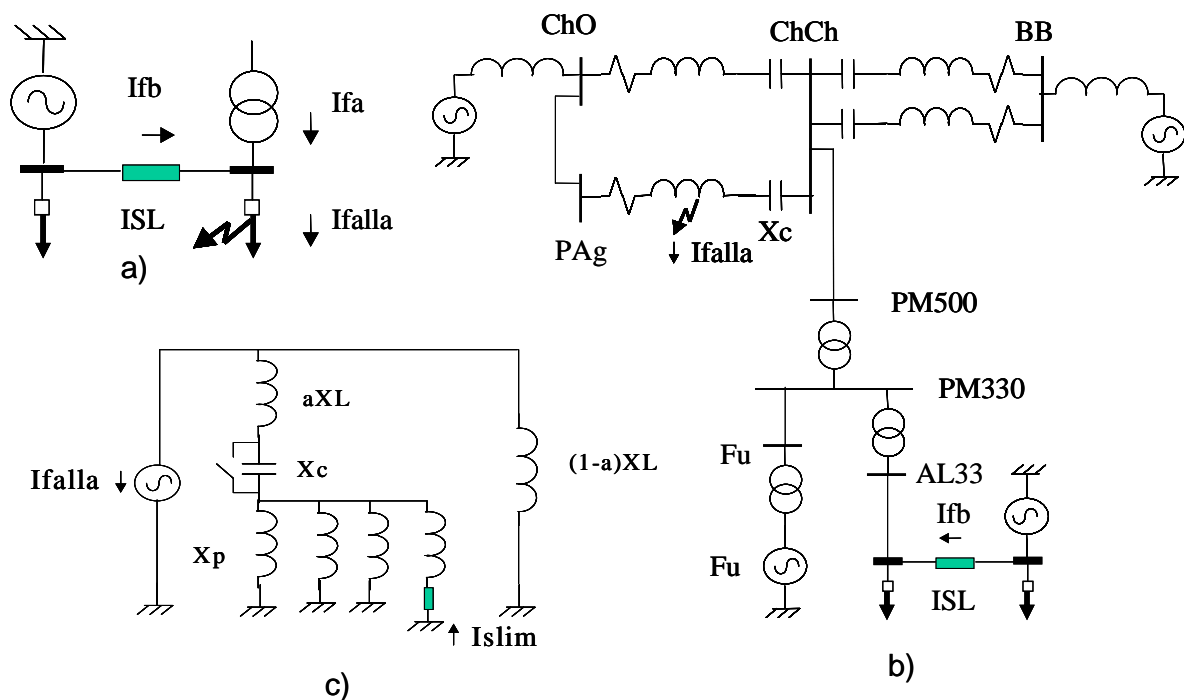 Ifb
Ifa
ISL
Ifalla
a)
ChO
ChCh
BB
PAg
Xc
Ifalla
PM500
PM330
Fu
AL33
Ifb
Fu
ISL
b)
aXL
Xc
(1-a)XL
Ifalla
Xp
Islim
c)